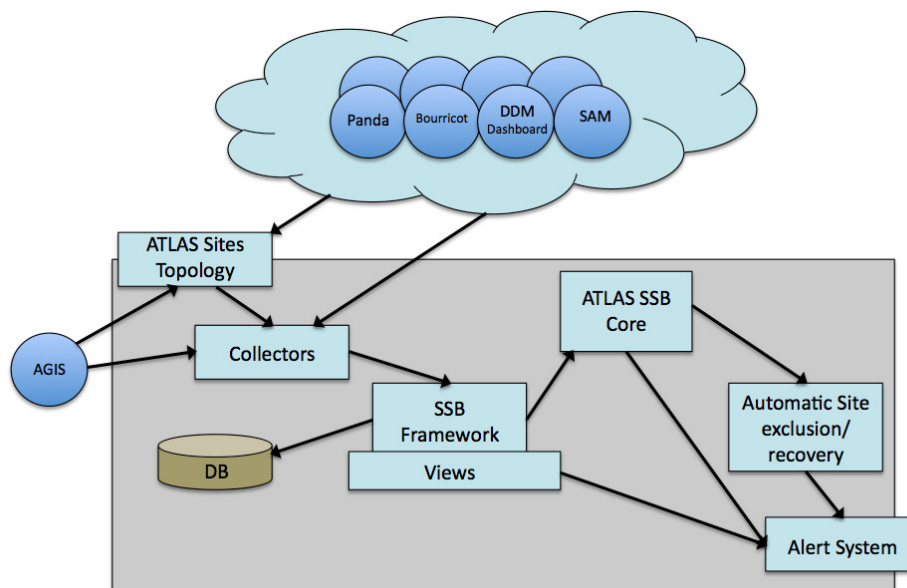 Panda
Bourricot
DDM
Dashboard
SAM
ATLAS Sites
Topology
ATLAS SSB
Core
Collectors
AGIS
SSB
Framework
Automatic Site
exclusion/
recovery
DB
Views
Alert System